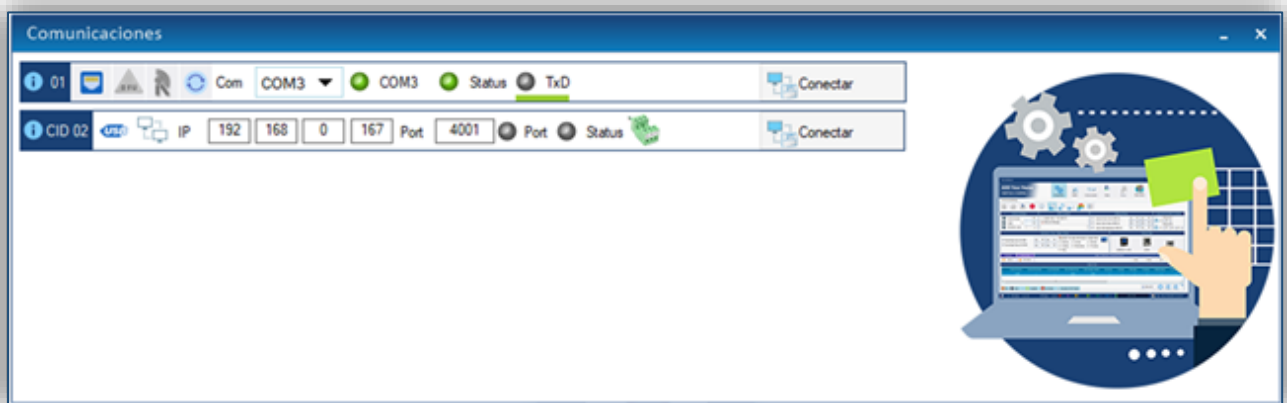 Comunicaciones
01 Com COM3 COM3 Status TxD Conectar
CID 02 USB IP 192 168 0 167 Port 4001 Port Status Conectar